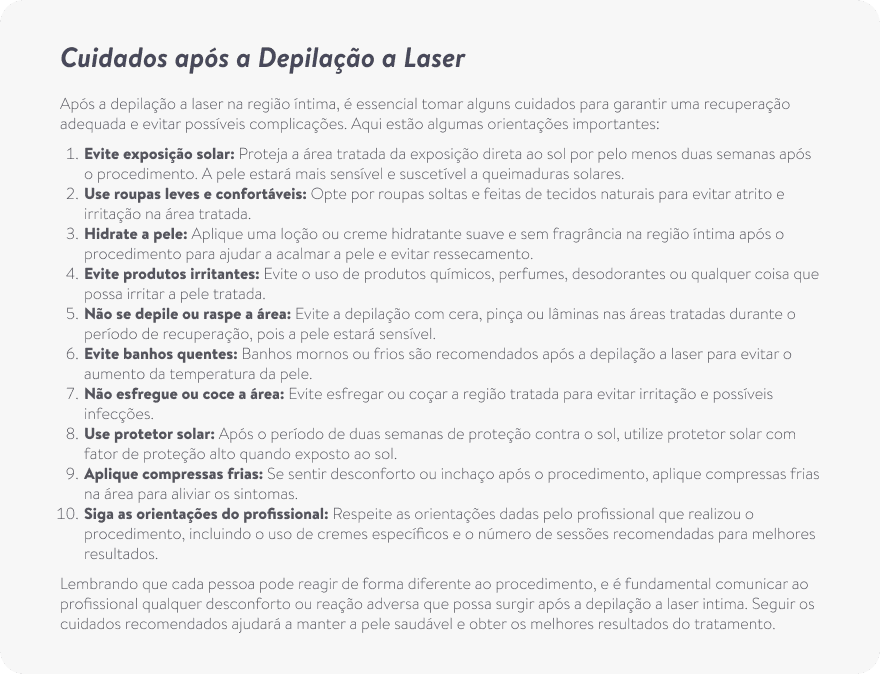 Cuidados após a Depilação a Laser
Após a depilação a laser na região íntima, é essencial tomar alguns cuidados para garantir uma recuperação
adequada e evitar possíveis complicações. Aqui estão algumas orientações importantes:
1. Evite exposição solar: Proteja a área tratada da exposição direta ao sol por pelo menos duas semanas após
o procedimento. A pele estará mais sensível e suscetível a queimaduras solares.
2. Use roupas leves e confortáveis: Opte por roupas soltas e feitas de tecidos naturais para evitar atrito e
irritação na área tratada.
3. Hidrate a pele: Aplique uma loção ou creme hidratante suave e sem fragrância na região íntima após o
procedimento para ajudar a acalmar a pele e evitar ressecamento.
4. Evite produtos irritantes: Evite o uso de produtos químicos, perfumes, desodorantes ou qualquer coisa que
possa irritar a pele tratada.
5. Não se depile ou raspe a área: Evite a depilação com cera, pinça ou lâminas nas áreas tratadas durante o
período de recuperação, pois a pele estará sensível.
6. Evite banhos quentes: Banhos mornos ou frios são recomendados após a depilação a laser para evitar o
aumento da temperatura da pele.
7. Não esfregue ou coce a área: Evite esfregar ou coçar a região tratada para evitar irritação e possíveis
infecções.
8. Use protetor solar: Após o período de duas semanas de proteção contra o sol, utilize protetor solar com
fator de proteção alto quando exposto ao sol.
9. Aplique compressas frias: Se sentir desconforto ou inchaço após o procedimento, aplique compressas frias
na área para aliviar os sintomas.
10. Siga as orientações do profissional: Respeite as orientações dadas pelo profissional que realizou o
procedimento, incluindo o uso de cremes específicos e o número de sessões recomendadas para melhores
resultados.
Lembrando que cada pessoa pode reagir de forma diferente ao procedimento, e é fundamental comunicar ao
profissional qualquer desconforto ou reação adversa que possa surgir após a depilação a laser intima. Seguir os
cuidados recomendados ajudará a manter a pele saudável e obter os melhores resultados do tratamento.